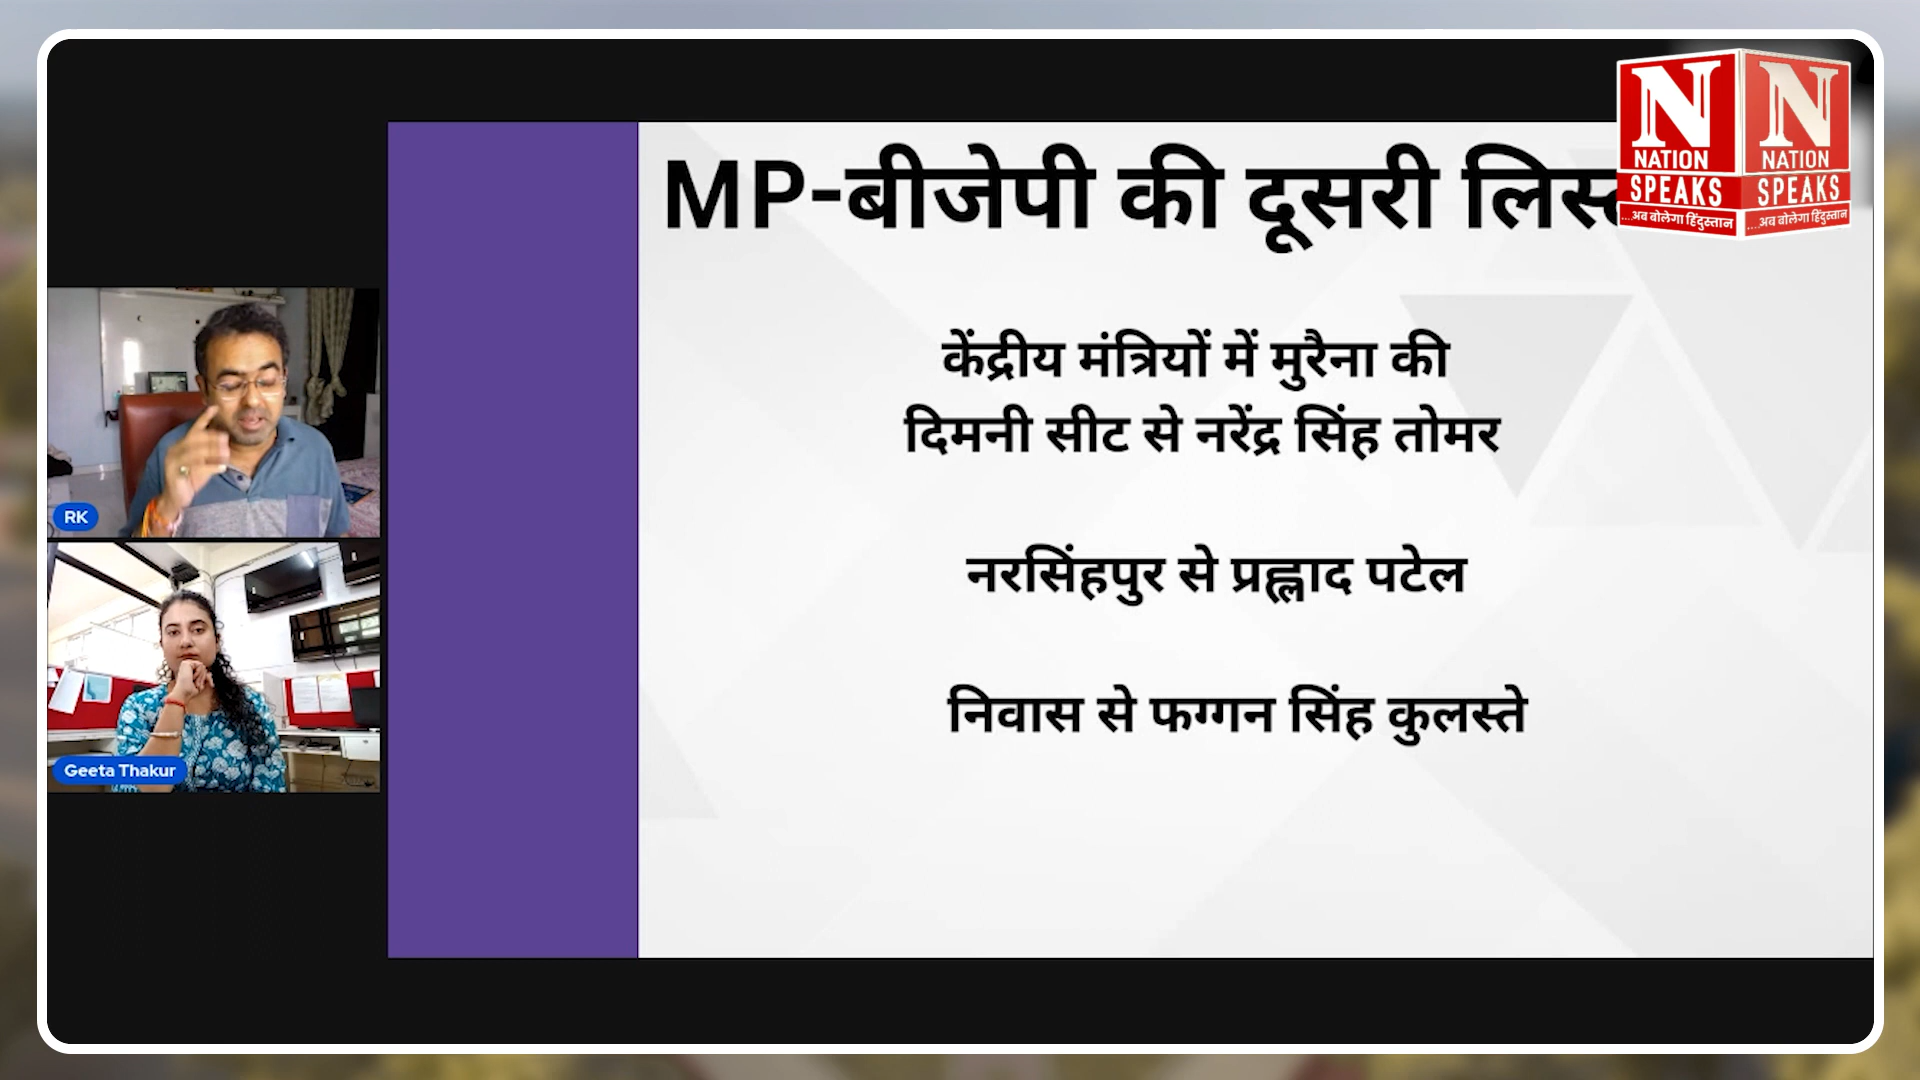 MP-बीजेपी की दूसरी
केंद्रीय मंत्रियों में मुरैना की
दिमनी सीट से नरेंद्र सिंह तोमर
नरसिंहपुर से प्रह्लाद पटेल
निवास से फग्गन सिंह कुलस्ते
RK
Geeta Thakur
N
NATION
SPEAKS
....अब बोलेगा हिंदुस्तान
N
NATION
SPEAKS
....अब बोलेगा हिंदुस्तान